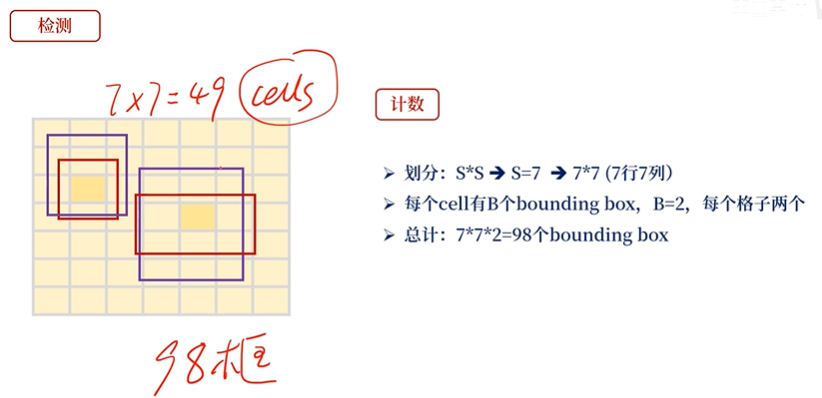 检测
7×7=49 cells
计数
➤ 划分：S*S ➔ S=7 ➔ 7*7 (7行7列）
➤ 每个cell有B个bounding box，B=2，每个格子两个
➤ 总计：7*7*2=98个bounding box
98框